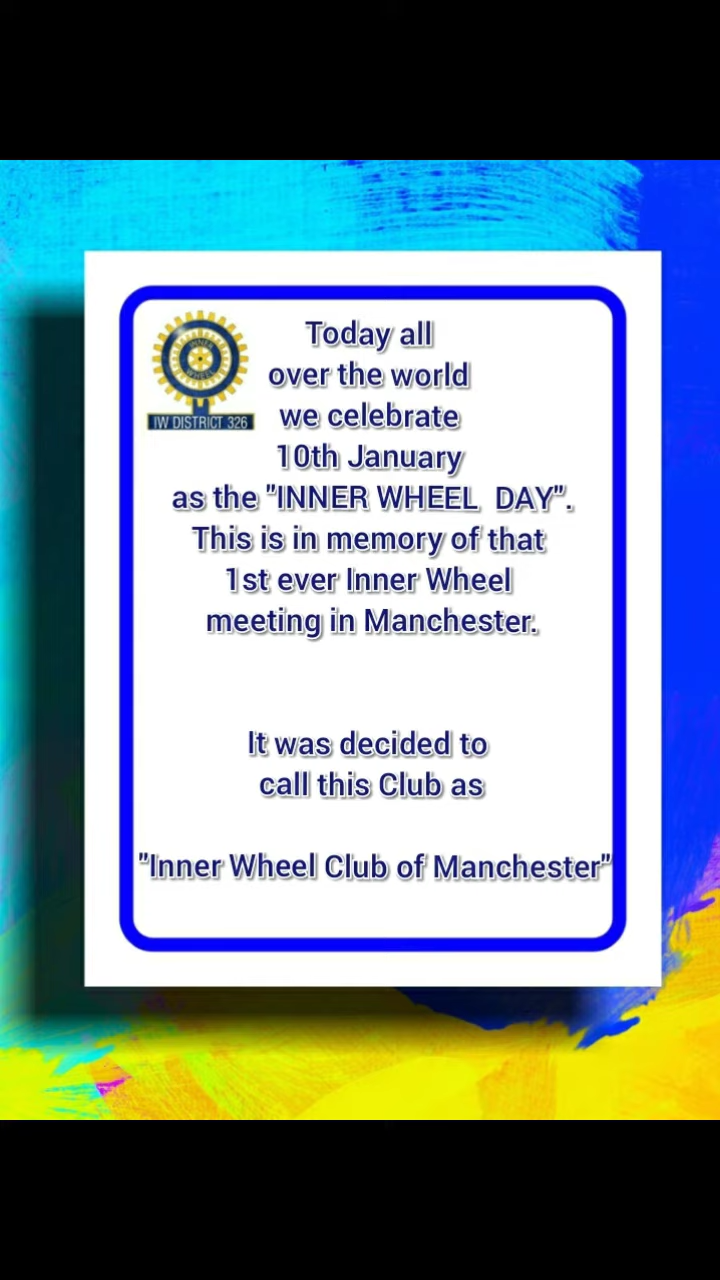 INNER
WHEEL
IW DISTRICT 326
Today all
over the world
we celebrate
10th January
as the "INNER WHEEL  DAY".
This is in memory of that
1st ever Inner Wheel
meeting in Manchester.
It was decided to
call this Club as
"Inner Wheel Club of Manchester"